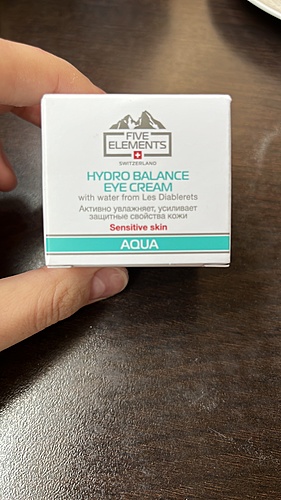 FIVE
ELEMENTS
SWITZERLAND
HYDRO BALANCE
EYE CREAM
with water from Les Diablerets
Активно увлажняет, усиливает
защитные свойства кожи
Sensitive skin
AQUA